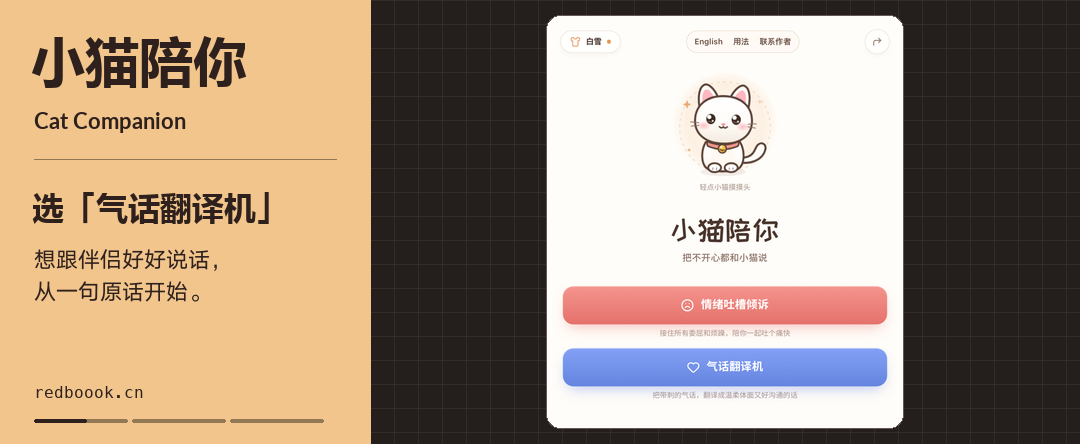 小猫陪你
Cat Companion
选「气话翻译机」
想跟伴侣好好说话，
从一句原话开始。
redboook.cn
白雪
English 用法 联系作者
轻点小猫摸摸头
小猫陪你
把不开心都和小猫说
情绪吐槽倾诉
接住所有委屈和烦躁，陪你一起吐个痛快
气话翻译机
把带刺的气话，翻译成温柔体面又好沟通的话